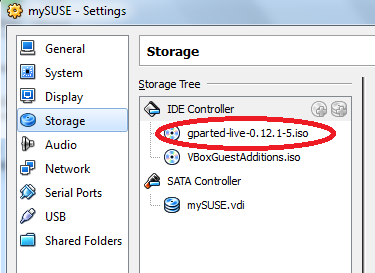 mySUSE - Settings
General
System
Display
Storage
Audio
Network
Serial Ports
USB
Shared Folders
Storage
Storage Tree
IDE Controller
gparted-live-0.12.1-5.iso
VBoxGuestAdditions.iso
SATA Controller
mySUSE.vdi